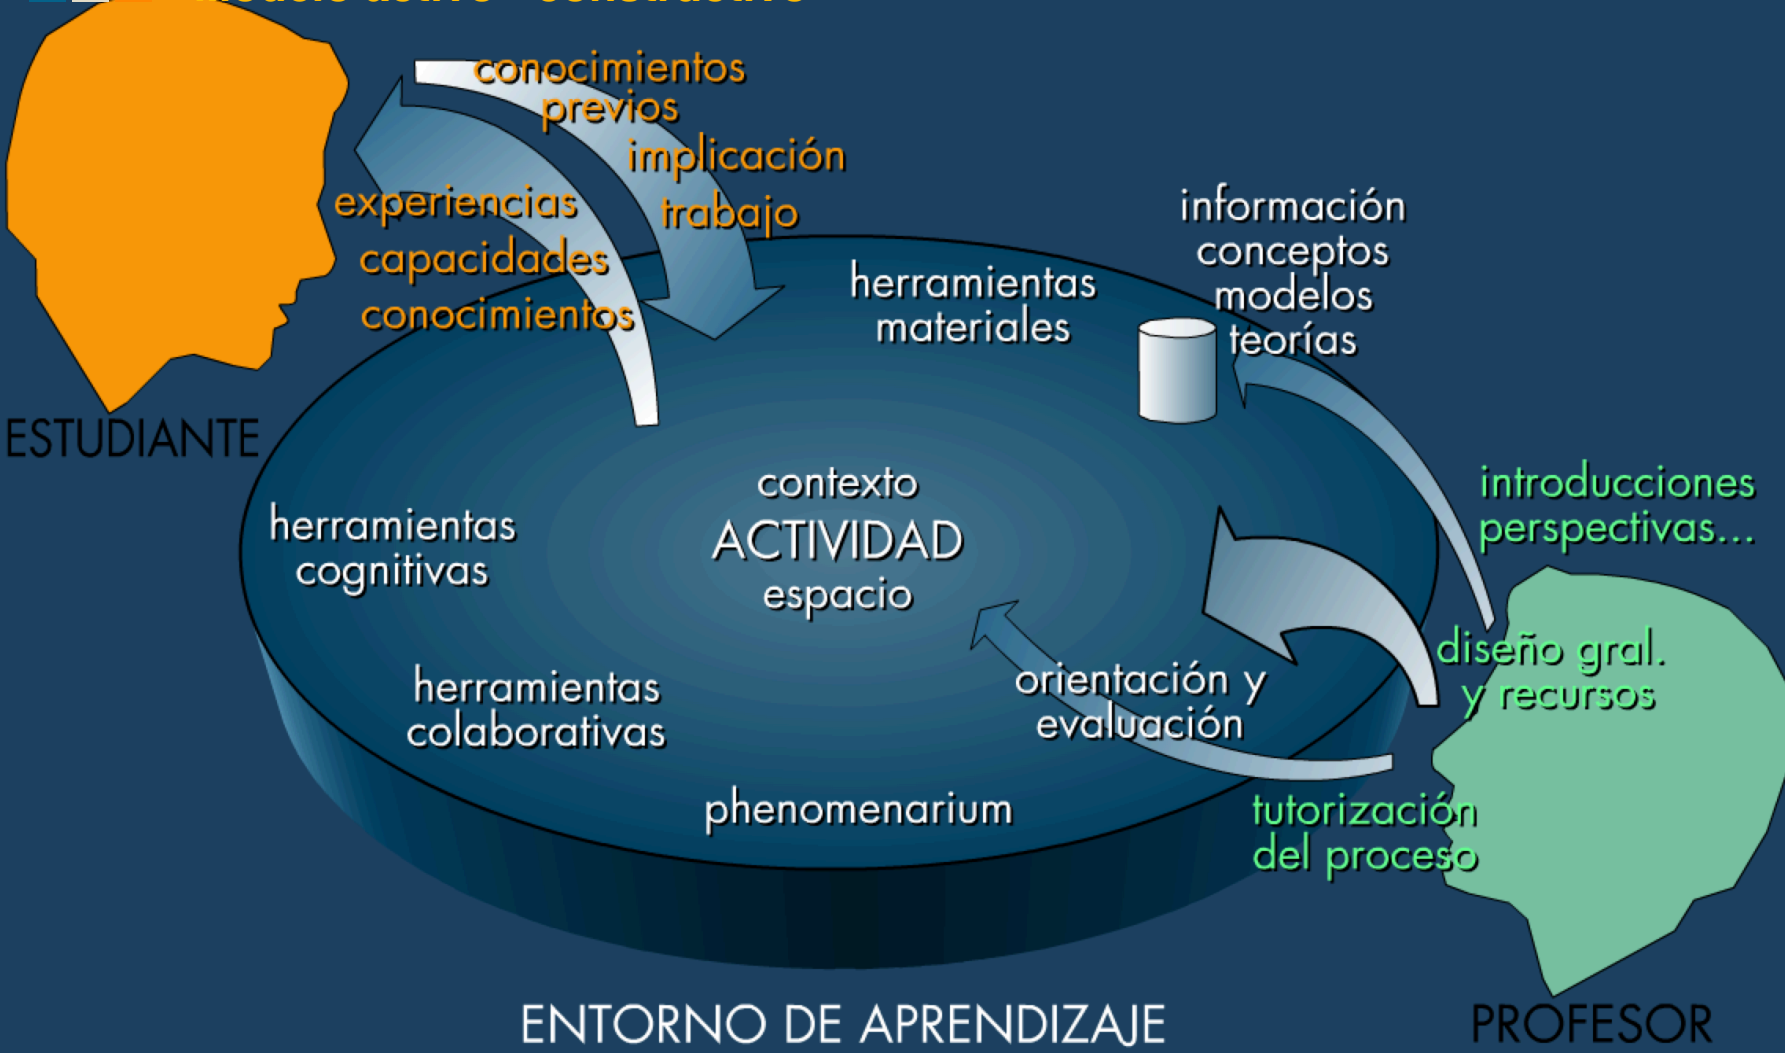 conocimientos
previos
implicación
trabajo
experiencias
capacidades
conocimientos
ESTUDIANTE
herramientas
materiales
información
conceptos
modelos
teorías
contexto
ACTIVIDAD
espacio
herramientas
cognitivas
herramientas
colaborativas
phenomenarium
orientación y
evaluación
introducciones
perspectivas...
diseño gral.
y recursos
tutorización
del proceso
ENTORNO DE APRENDIZAJE
PROFESOR